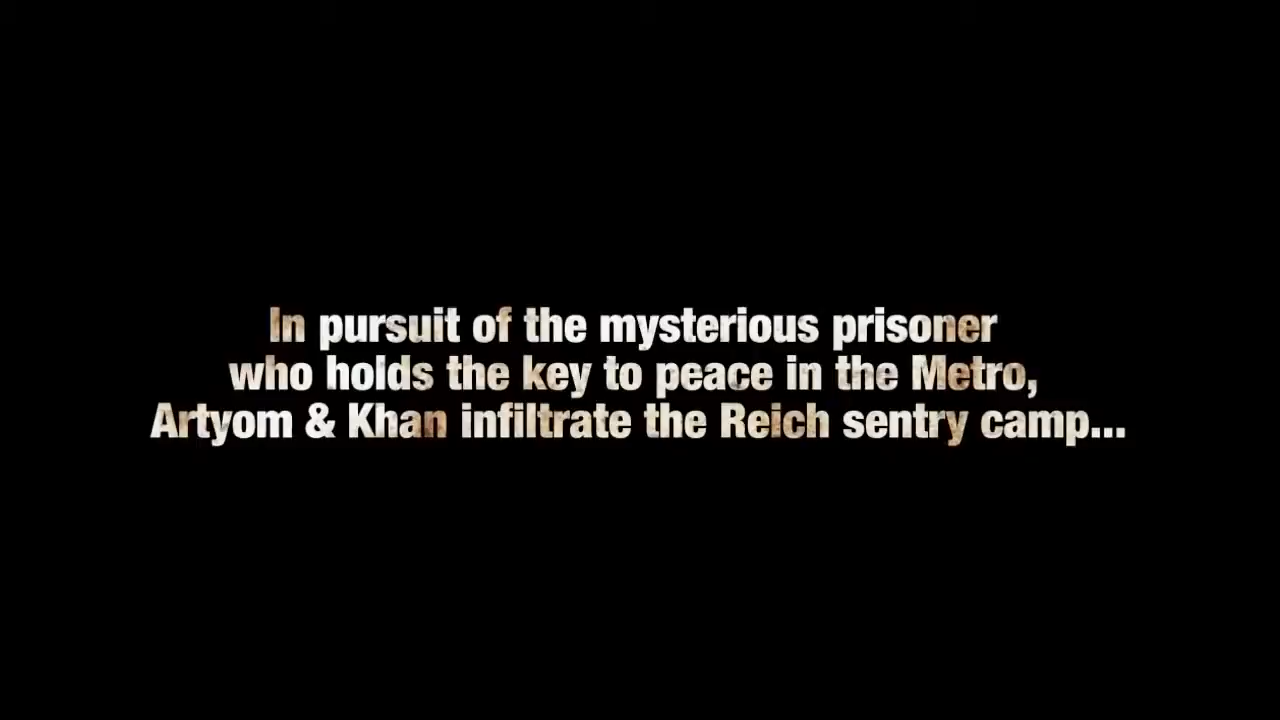 In pursuit of the mysterious prisoner
who holds the key to peace in the Metro,
Artyom & Khan infiltrate the Reich sentry camp...